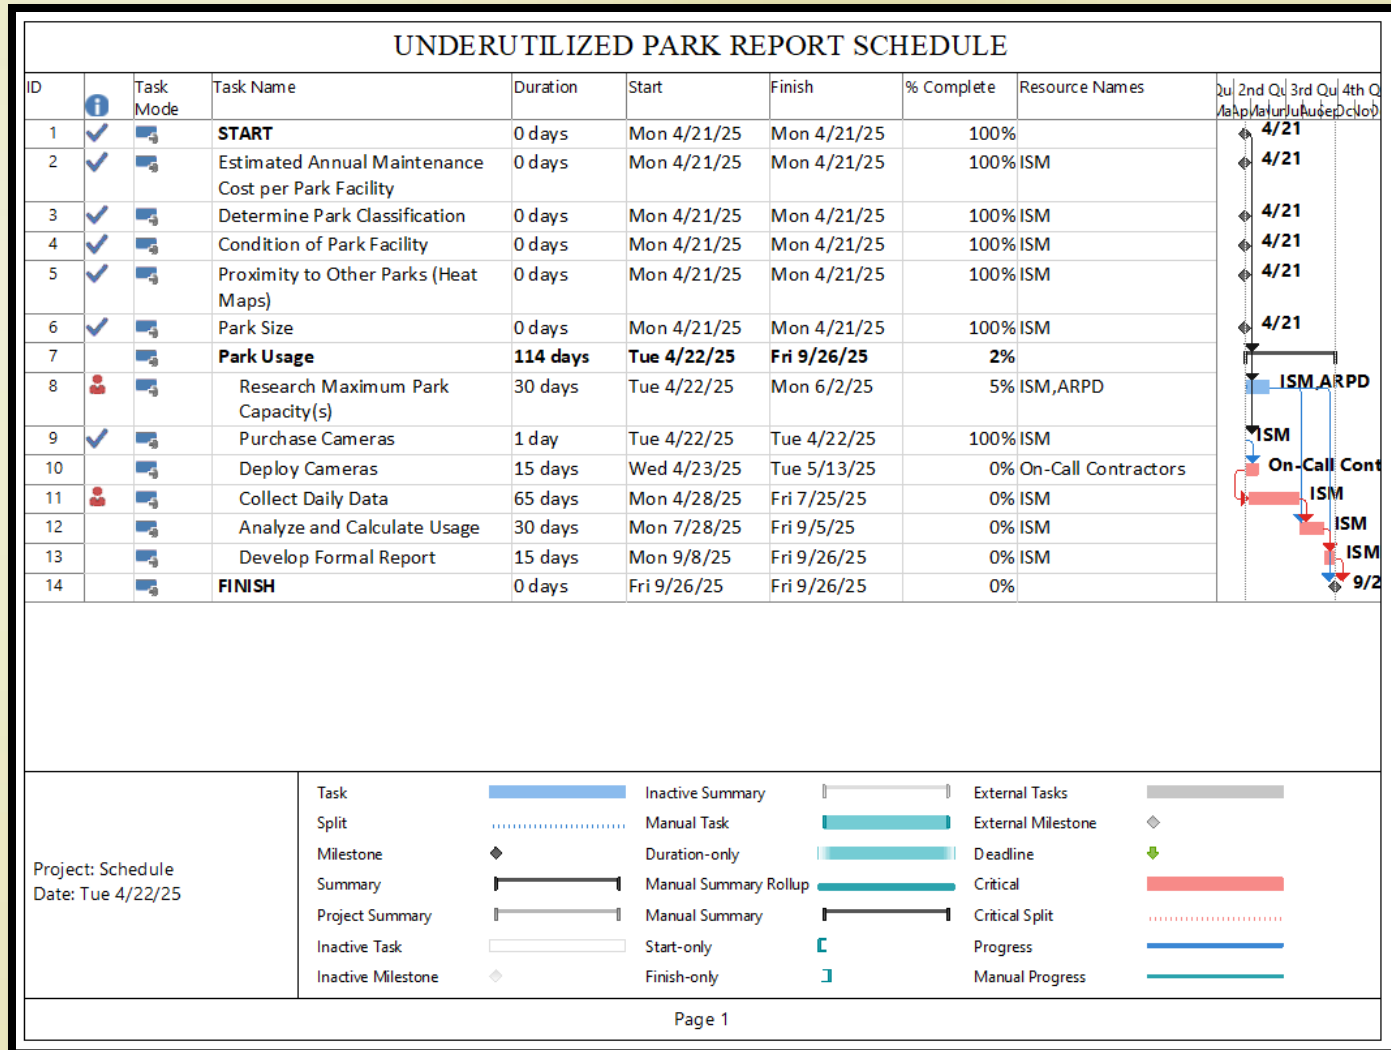 UNDERUTILIZED PARK REPORT SCHEDULE
ID Task Mode Task Name Duration Start Finish % Complete Resource Names 2nd Qu 3rd Qu 4th Q
1 START 0 days Mon 4/21/25 Mon 4/21/25 100% 4/21
2 Estimated Annual Maintenance Cost per Park Facility 0 days Mon 4/21/25 Mon 4/21/25 100% ISM 4/21
3 Determine Park Classification 0 days Mon 4/21/25 Mon 4/21/25 100% ISM 4/21
4 Condition of Park Facility 0 days Mon 4/21/25 Mon 4/21/25 100% ISM 4/21
5 Proximity to Other Parks (Heat Maps) 0 days Mon 4/21/25 Mon 4/21/25 100% ISM 4/21
6 Park Size 0 days Mon 4/21/25 Mon 4/21/25 100% ISM 4/21
7 Park Usage 114 days Tue 4/22/25 Fri 9/26/25 2%
8 Research Maximum Park Capacity(s) 30 days Tue 4/22/25 Mon 6/2/25 5% ISM,ARPD ISM,ARPD
9 Purchase Cameras 1 day Tue 4/22/25 Tue 4/22/25 100% ISM ISM
10 Deploy Cameras 15 days Wed 4/23/25 Tue 5/13/25 0% On-Call Contractors On-Call Cont
11 Collect Daily Data 65 days Mon 4/28/25 Fri 7/25/25 0% ISM ISM
12 Analyze and Calculate Usage 30 days Mon 7/28/25 Fri 9/5/25 0% ISM ISM
13 Develop Formal Report 15 days Mon 9/8/25 Fri 9/26/25 0% ISM ISM
14 FINISH 0 days Fri 9/26/25 Fri 9/26/25 0% 9/2
Project: Schedule
Date: Tue 4/22/25
Task Inactive Summary External Tasks
Split Manual Task External Milestone
Milestone Duration-only Deadline
Summary Manual Summary Rollup Critical
Project Summary Manual Summary Critical Split
Inactive Task Start-only Progress
Inactive Milestone Finish-only Manual Progress
Page 1